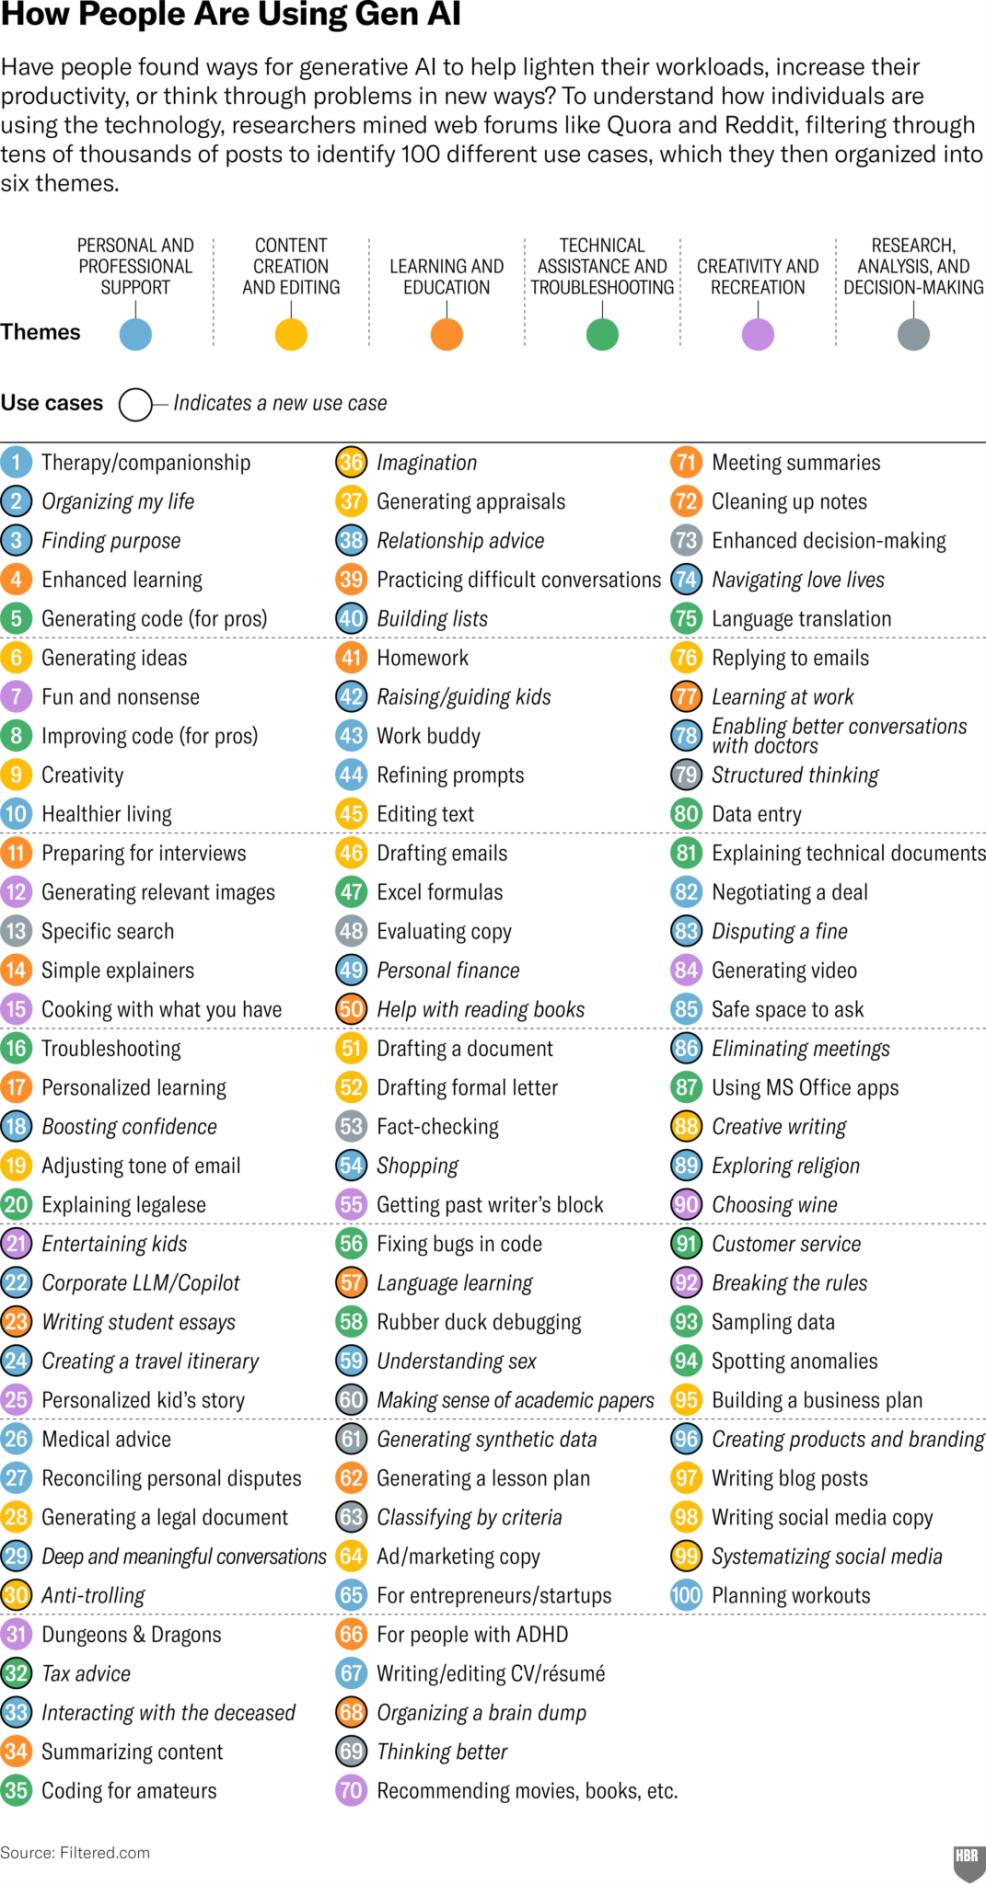 How People Are Using Gen AI
Have people found ways for generative AI to help lighten their workloads, increase their
productivity, or think through problems in new ways? To understand how individuals are
using the technology, researchers mined web forums like Quora and Reddit, filtering through
tens of thousands of posts to identify 100 different use cases, which they then organized into
six themes.
Themes
PERSONAL AND
PROFESSIONAL
SUPPORT
CONTENT
CREATION
AND EDITING
LEARNING AND
EDUCATION
TECHNICAL
ASSISTANCE AND
TROUBLESHOOTING
CREATIVITY AND
RECREATION
RESEARCH,
ANALYSIS, AND
DECISION-MAKING
Use cases
Indicates a new use case
1 Therapy/companionship
2 Organizing my life
3 Finding purpose
4 Enhanced learning
5 Generating code (for pros)
6 Generating ideas
7 Fun and nonsense
8 Improving code (for pros)
9 Creativity
10 Healthier living
11 Preparing for interviews
12 Generating relevant images
13 Specific search
14 Simple explainers
15 Cooking with what you have
16 Troubleshooting
17 Personalized learning
18 Boosting confidence
19 Adjusting tone of email
20 Explaining legalese
21 Entertaining kids
22 Corporate LLM/Copilot
23 Writing student essays
24 Creating a travel itinerary
25 Personalized kid's story
26 Medical advice
27 Reconciling personal disputes
28 Generating a legal document
29 Deep and meaningful conversations
30 Anti-trolling
31 Dungeons & Dragons
32 Tax advice
33 Interacting with the deceased
34 Summarizing content
35 Coding for amateurs
36 Imagination
37 Generating appraisals
38 Relationship advice
39 Practicing difficult conversations
40 Building lists
41 Homework
42 Raising/guiding kids
43 Work buddy
44 Refining prompts
45 Editing text
46 Drafting emails
47 Excel formulas
48 Evaluating copy
49 Personal finance
50 Help with reading books
51 Drafting a document
52 Drafting formal letter
53 Fact-checking
54 Shopping
55 Getting past writer's block
56 Fixing bugs in code
57 Language learning
58 Rubber duck debugging
59 Understanding sex
60 Making sense of academic papers
61 Generating synthetic data
62 Generating a lesson plan
63 Classifying by criteria
64 Ad/marketing copy
65 For entrepreneurs/startups
66 For people with ADHD
67 Writing/editing CV/résumé
68 Organizing a brain dump
69 Thinking better
70 Recommending movies, books, etc.
71 Meeting summaries
72 Cleaning up notes
73 Enhanced decision-making
74 Navigating love lives
75 Language translation
76 Replying to emails
77 Learning at work
78 Enabling better conversations
with doctors
79 Structured thinking
80 Data entry
81 Explaining technical documents
82 Negotiating a deal
83 Disputing a fine
84 Generating video
85 Safe space to ask
86 Eliminating meetings
87 Using MS Office apps
88 Creative writing
89 Exploring religion
90 Choosing wine
91 Customer service
92 Breaking the rules
93 Sampling data
94 Spotting anomalies
95 Building a business plan
96 Creating products and branding
97 Writing blog posts
98 Writing social media copy
99 Systematizing social media
100 Planning workouts
Source: Filtered.com
HBR